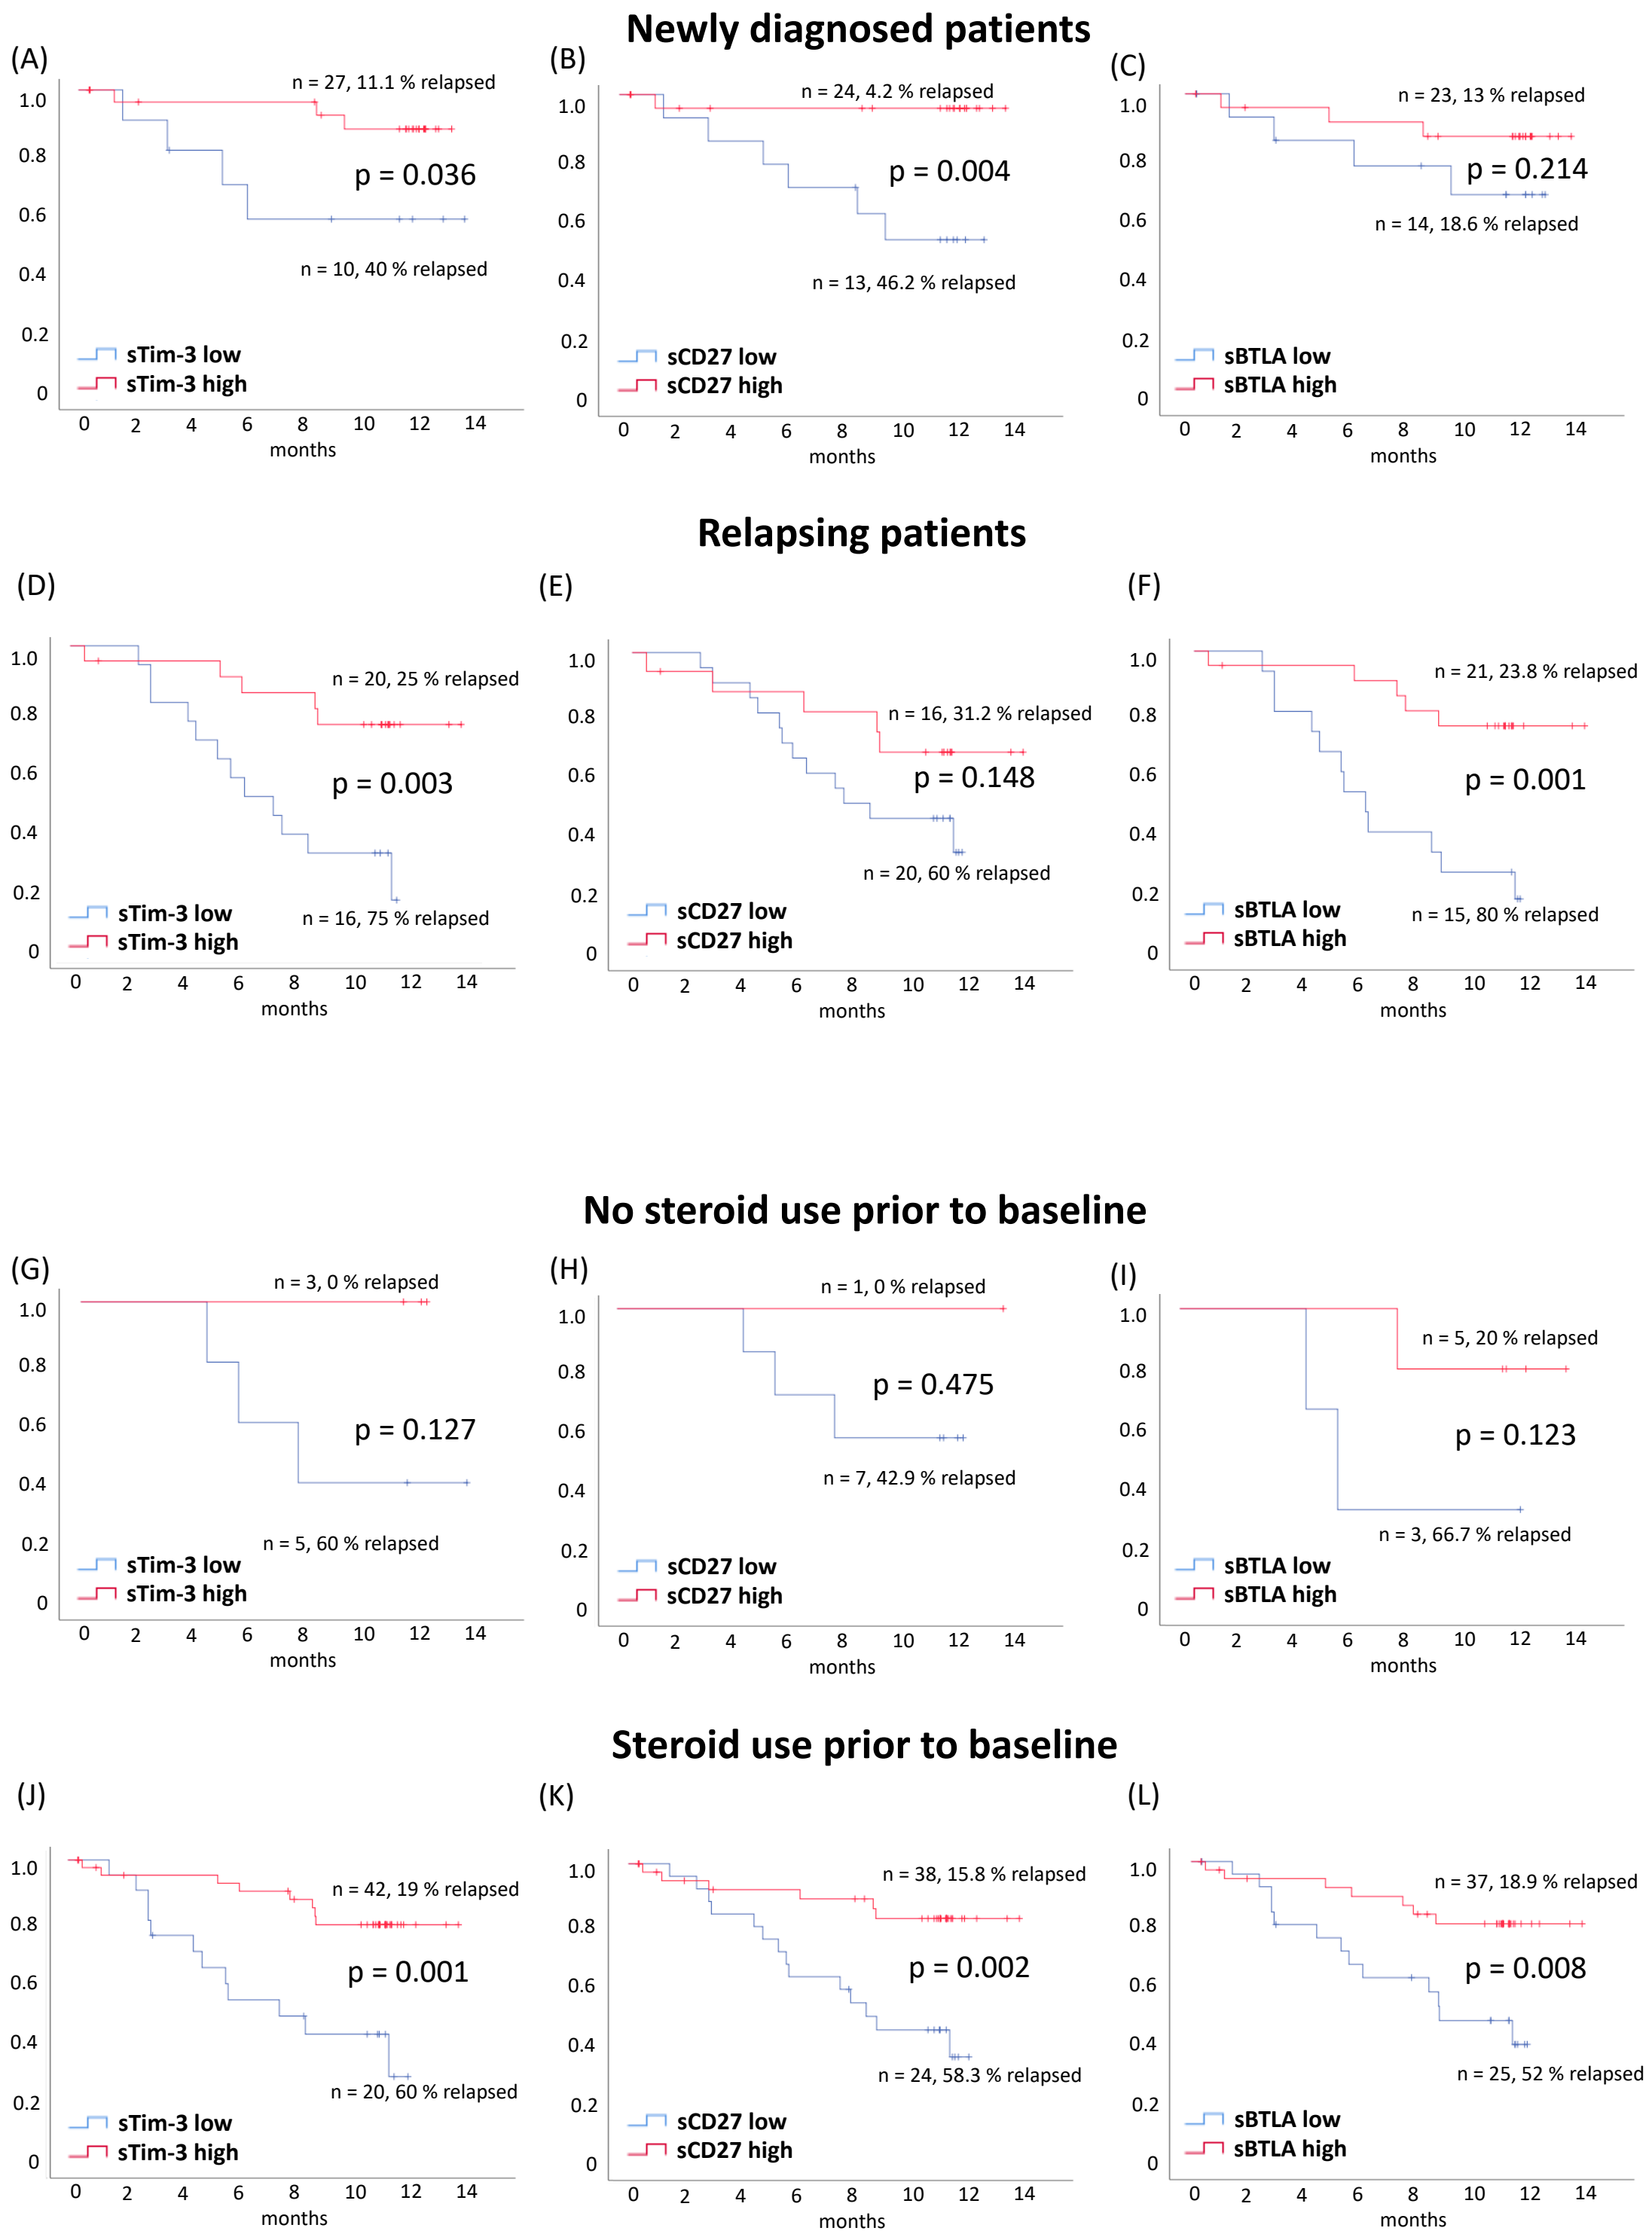 Newly diagnosed patients
(A)
(B)
(C)
n = 27, 11.1 % relapsed
n = 24, 4.2 % relapsed
n = 23, 13 % relapsed
1.0
0.8
0.6
0.4
0.2
0
p = 0.036
n = 10, 40 % relapsed
sTim-3 low
sTim-3 high
0 2 4 6 8 10 12 14
months
1.0
0.8
0.6
0.4
0.2
0
p = 0.004
n = 13, 46.2 % relapsed
sCD27 low
sCD27 high
0 2 4 6 8 10 12 14
months
1.0
0.8
0.6
0.4
0.2
0
p = 0.214
n = 14, 18.6 % relapsed
sBTLA low
sBTLA high
0 2 4 6 8 10 12 14
months
Relapsing patients
(D)
1.0
0.8
0.6
0.4
0.2
0
n = 20, 25 % relapsed
p = 0.003
n = 16, 75 % relapsed
sTim-3 low
sTim-3 high
0 2 4 6 8 10 12 14
months
(E)
1.0
0.8
0.6
0.4
0.2
0
n = 16, 31.2 % relapsed
p = 0.148
n = 20, 60 % relapsed
sCD27 low
sCD27 high
0 2 4 6 8 10 12 14
months
(F)
1.0
0.8
0.6
0.4
0.2
0
n = 21, 23.8 % relapsed
p = 0.001
n = 15, 80 % relapsed
sBTLA low
sBTLA high
0 2 4 6 8 10 12 14
months
No steroid use prior to baseline
(G)
n = 3, 0 % relapsed
1.0
0.8
0.6
0.4
0.2
0
p = 0.127
n = 5, 60 % relapsed
sTim-3 low
sTim-3 high
0 2 4 6 8 10 12 14
months
(H)
n = 1, 0 % relapsed
1.0
0.8
0.6
0.4
0.2
0
p = 0.475
n = 7, 42.9 % relapsed
sCD27 low
sCD27 high
0 2 4 6 8 10 12 14
months
(I)
1.0
0.8
0.6
0.4
0.2
0
n = 5, 20 % relapsed
p = 0.123
n = 3, 66.7 % relapsed
sBTLA low
sBTLA high
0 2 4 6 8 10 12 14
months
Steroid use prior to baseline
(J)
1.0
0.8
0.6
0.4
0.2
0
n = 42, 19 % relapsed
p = 0.001
n = 20, 60 % relapsed
sTim-3 low
sTim-3 high
0 2 4 6 8 10 12 14
months
(K)
1.0
0.8
0.6
0.4
0.2
0
n = 38, 15.8 % relapsed
p = 0.002
n = 24, 58.3 % relapsed
sCD27 low
sCD27 high
0 2 4 6 8 10 12 14
months
(L)
1.0
0.8
0.6
0.4
0.2
0
n = 37, 18.9 % relapsed
p = 0.008
n = 25, 52 % relapsed
sBTLA low
sBTLA high
0 2 4 6 8 10 12 14
months